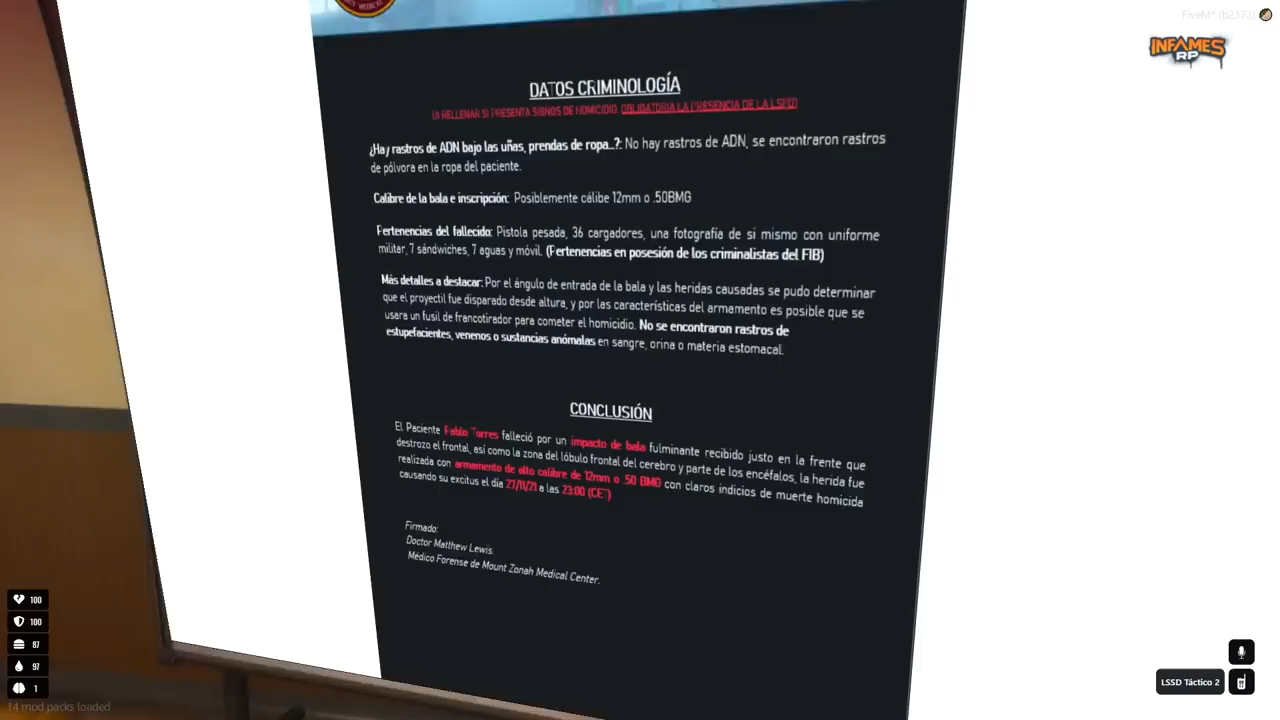 FiveM® (b2372)
INFAMES
RP
DATOS CRIMINOLOGÍA
(A RELLENAR SI PRESENTA SIGNOS DE HOMICIDIO. OBLIGATORIA LA PRESENCIA DE LA LSPD)
¿Hay rastros de ADN bajo las uñas, prendas de ropa...?: No hay rastros de ADN, se encontraron rastros
de pólvora en la ropa del paciente.
Calibre de la bala e inscripción: Posiblemente cálibe 12mm o .50BMG
Pertenencias del fallecido: Pistola pesada, 36 cargadores, una fotografía de si mismo con uniforme
militar, 7 sándwiches, 7 aguas y móvil. (Pertenencias en posesión de los criminalistas del FIB)
Más detalles a destacar: Por el ángulo de entrada de la bala y las heridas causadas se pudo determinar
que el proyectil fue disparado desde altura, y por las características del armamento es posible que se
usara un fusil de francotirador para cometer el homicidio. No se encontraron rastros de
estupefacientes, venenos o sustancias anómalas en sangre, orina o materia estomacal.
CONCLUSIÓN
El Paciente Pablo Torres falleció por un impacto de bala fulminante recibido justo en la frente que
destrozo el frontal, así como la zona del lóbulo frontal del cerebro y parte de los encéfalos, la herida fue
realizada con armamento de alto calibre de 12mm o .50 BMG con claros indicios de muerte homicida
causando su excitus el día 27/11/21 a las 23:00 (CET)
Firmado:
Doctor Matthew Lewis.
Médico Forense de Mount Zonah Medical Center.
100
100
87
97
1
14 mod packs loaded
LSSD Táctico 2